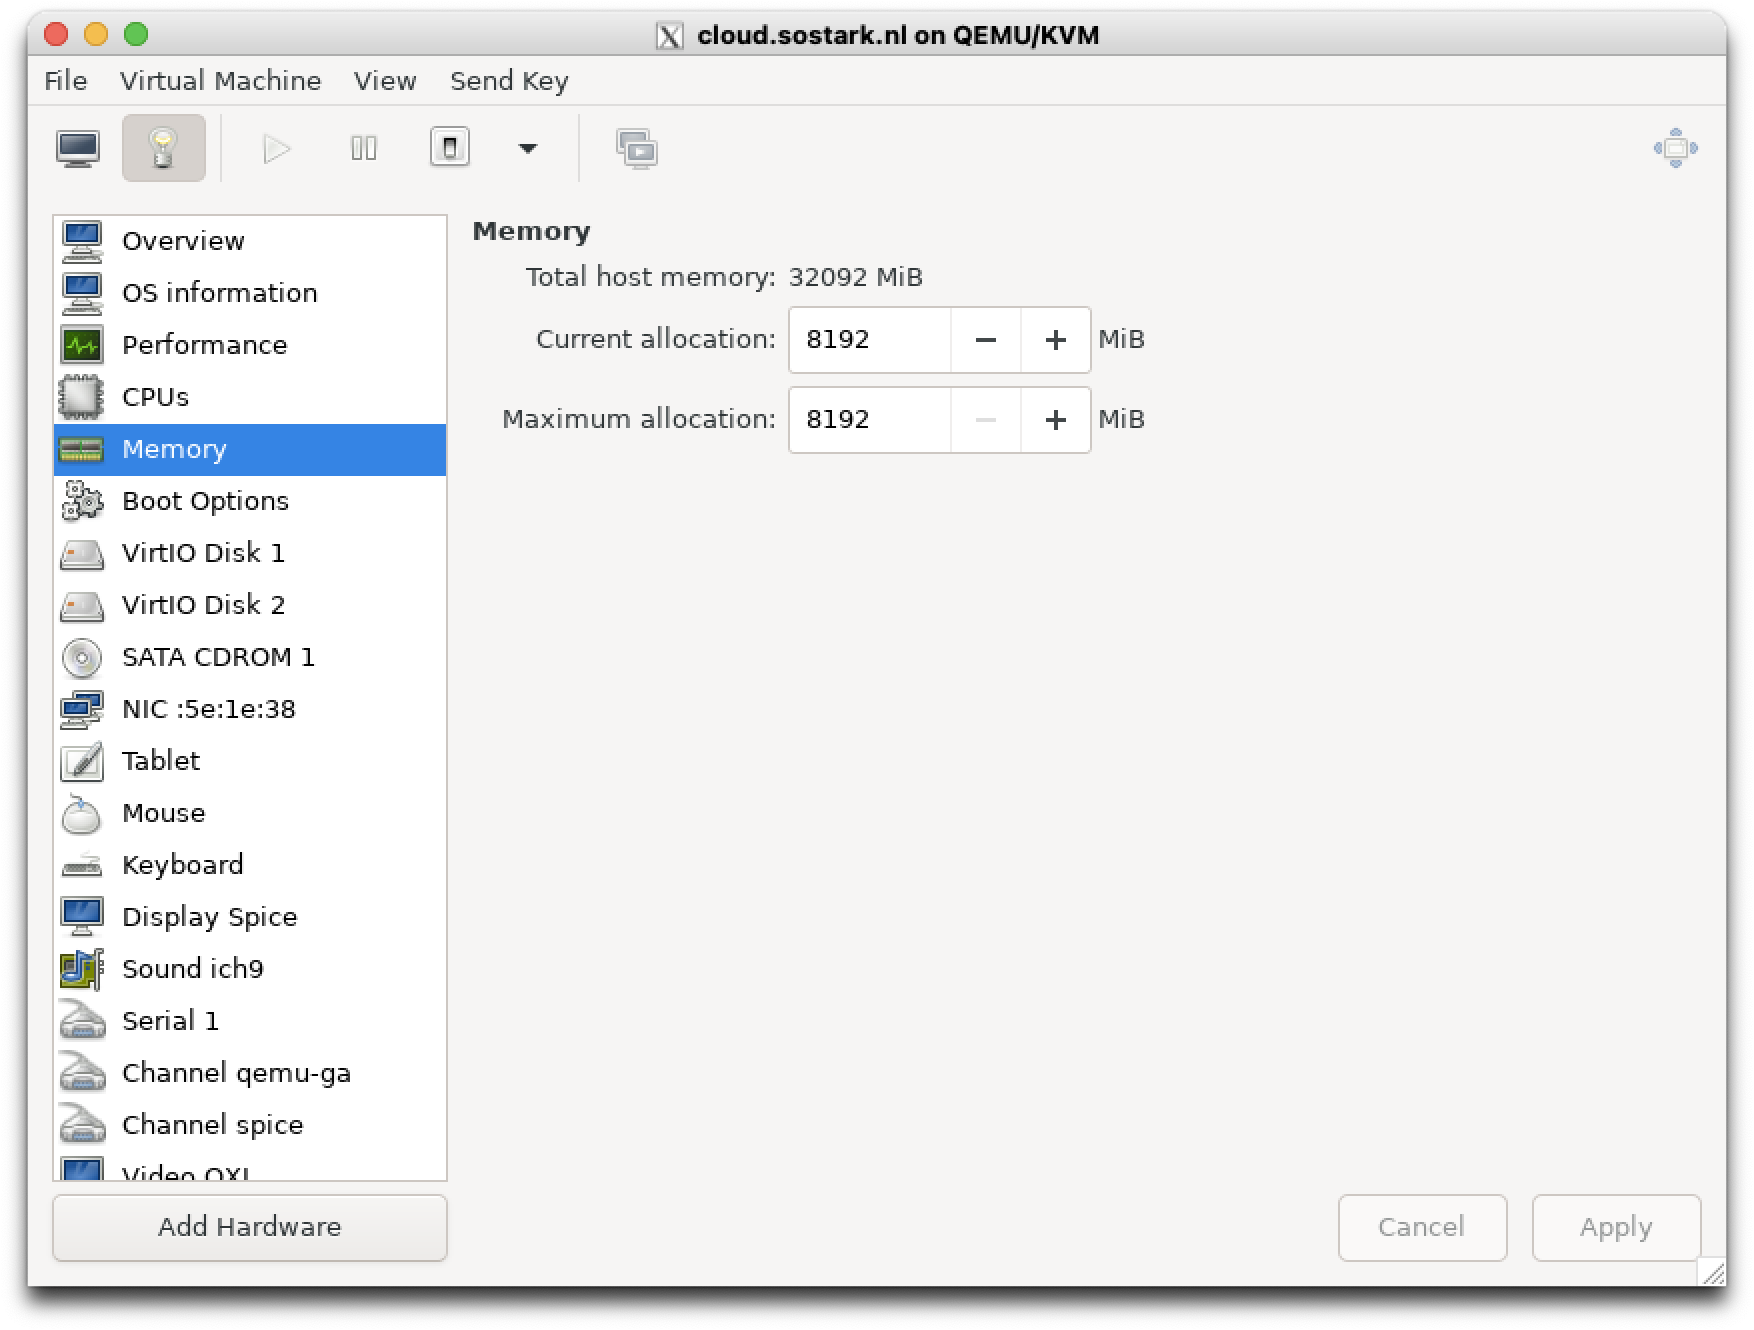 cloud.sostark.nl on QEMU/KVM
File Virtual Machine View Send Key
Overview
OS information
Performance
CPUs
Memory
Boot Options
VirtIO Disk 1
VirtIO Disk 2
SATA CDROM 1
NIC :5e:1e:38
Tablet
Mouse
Keyboard
Display Spice
Sound ich9
Serial 1
Channel qemu-ga
Channel spice
Video QXL
Add Hardware
Memory
Total host memory: 32092 MiB
Current allocation: 8192 MiB
Maximum allocation: 8192 MiB
Cancel Apply